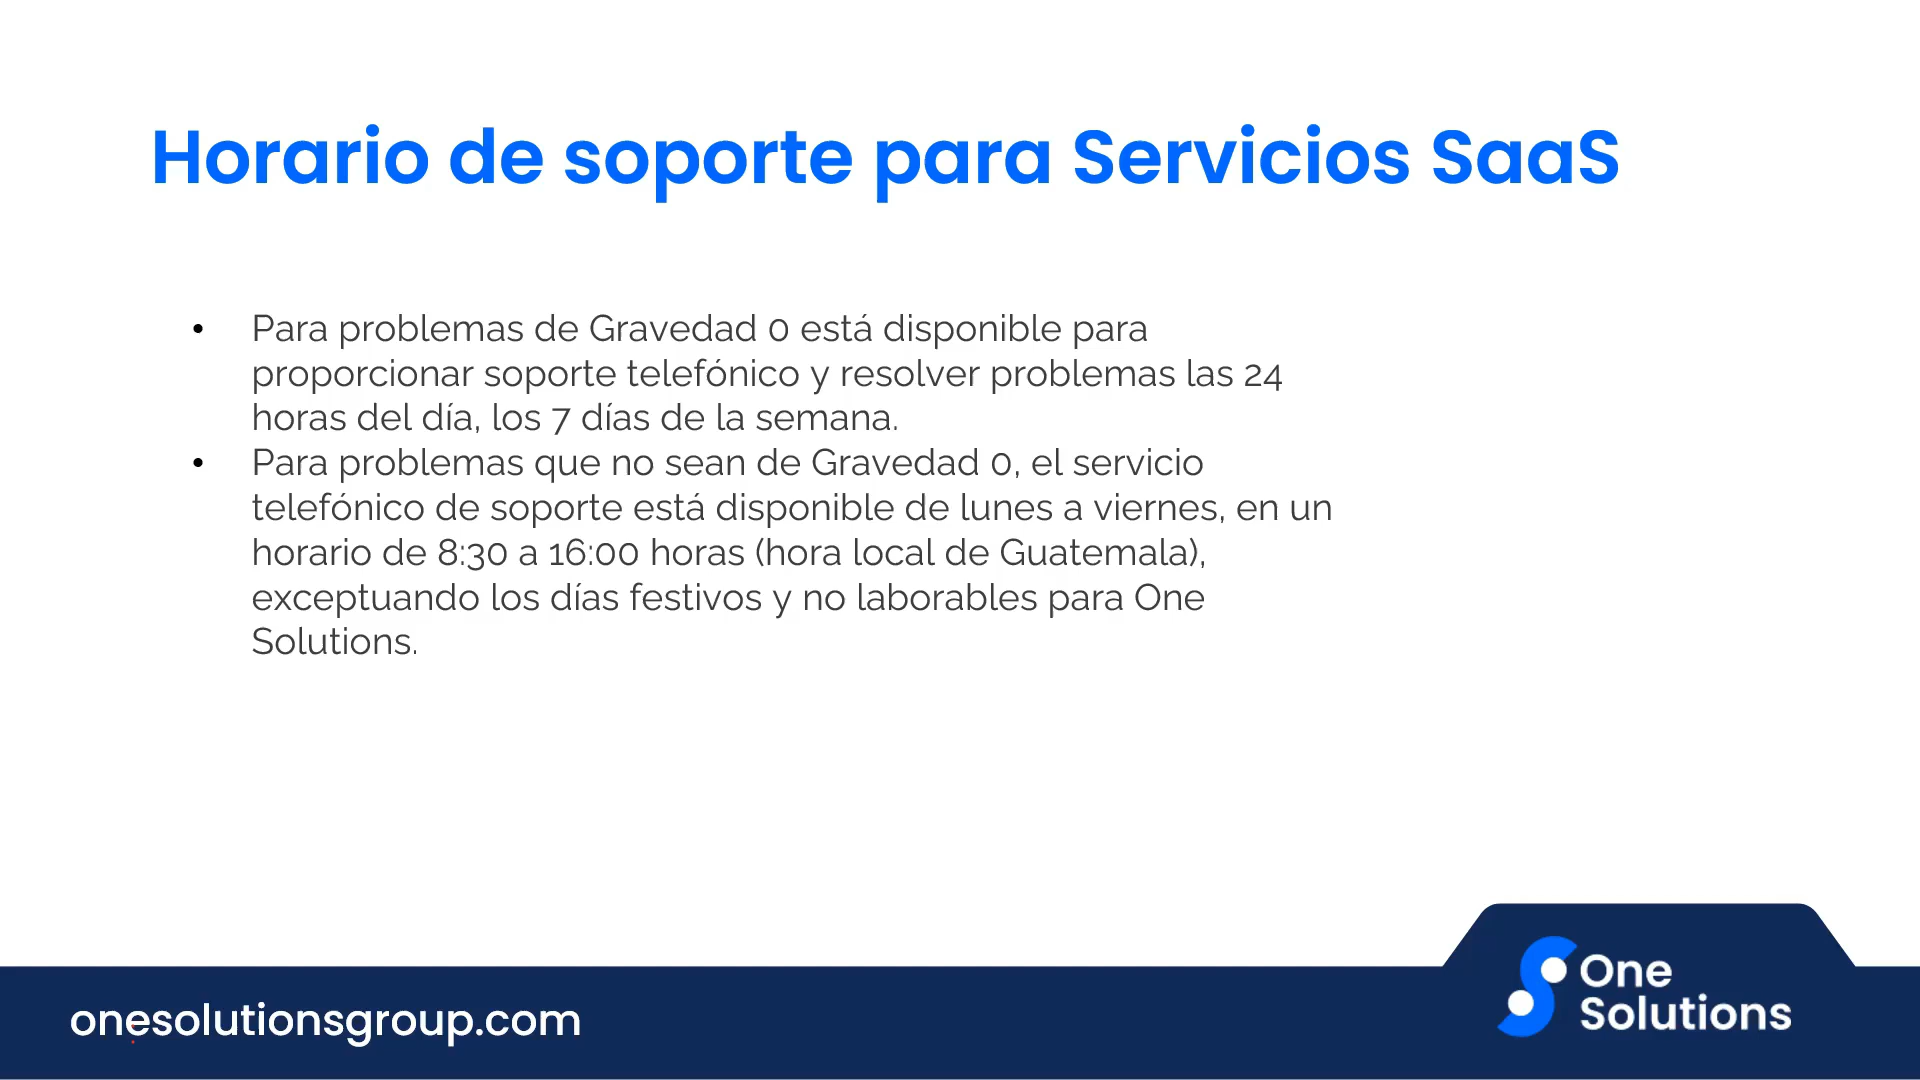 Horario de soporte para Servicios SaaS
• Para problemas de Gravedad 0 está disponible para
proporcionar soporte telefónico y resolver problemas las 24
horas del día, los 7 días de la semana.
• Para problemas que no sean de Gravedad 0, el servicio
telefónico de soporte está disponible de lunes a viernes, en un
horario de 8:30 a 16:00 horas (hora local de Guatemala),
exceptuando los días festivos y no laborables para One
Solutions.
onesolutionsgroup.com
One
Solutions